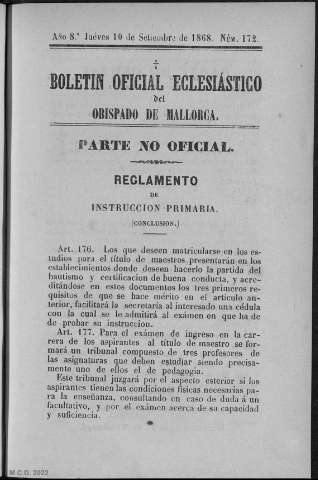 Año 8.º Jueves 10 de Setiembre de 1868. Núm. 172.
BOLETIN OFICIAL ECLESIÁSTICO
del
OBISPADO DE MALLORCA.
PARTE NO OFICIAL.
REGLAMENTO
DE
INSTRUCCION PRIMARIA.
(CONCLUSION.)
Art. 176. Los que deseen matricularse en los es-
tudios para el título de maestros presentarán en los
establecimientos donde deseen hacerlo la partida del
bautismo y certificacion de buena conducta, y acre-
ditándose en estos documentos los tres primeros re-
quisitos de que se hace mérito en el artículo ante-
rior, facilitará la secretaría al interesado una cédula
con la cual se le admitirá al exámen en que ha de
de probar su instruccion.
Art. 177. Para el exámen de ingreso en la car-
rera de los aspirantes al título de maestro se for-
mará un tribunal compuesto de tres profesores de
las asignaturas que deben estudiar siendo precisa-
mente uno de ellos el de pedagogía.
Este tribunal juzgará por el aspecto exterior si los
aspirantes tienen las condiciones físicas necesarias pa-
ra la enseñanza, consultando en caso de duda á un
facultativo, y por el exámen acerca de su capacidad
y suficiencia.
M.C.D. 2022